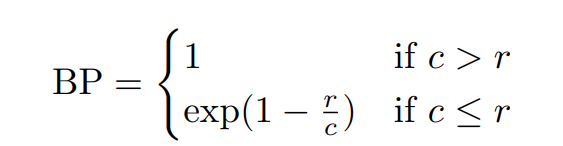 BP = { 1 if c > r
exp(1 − r/c) if c ≤ r